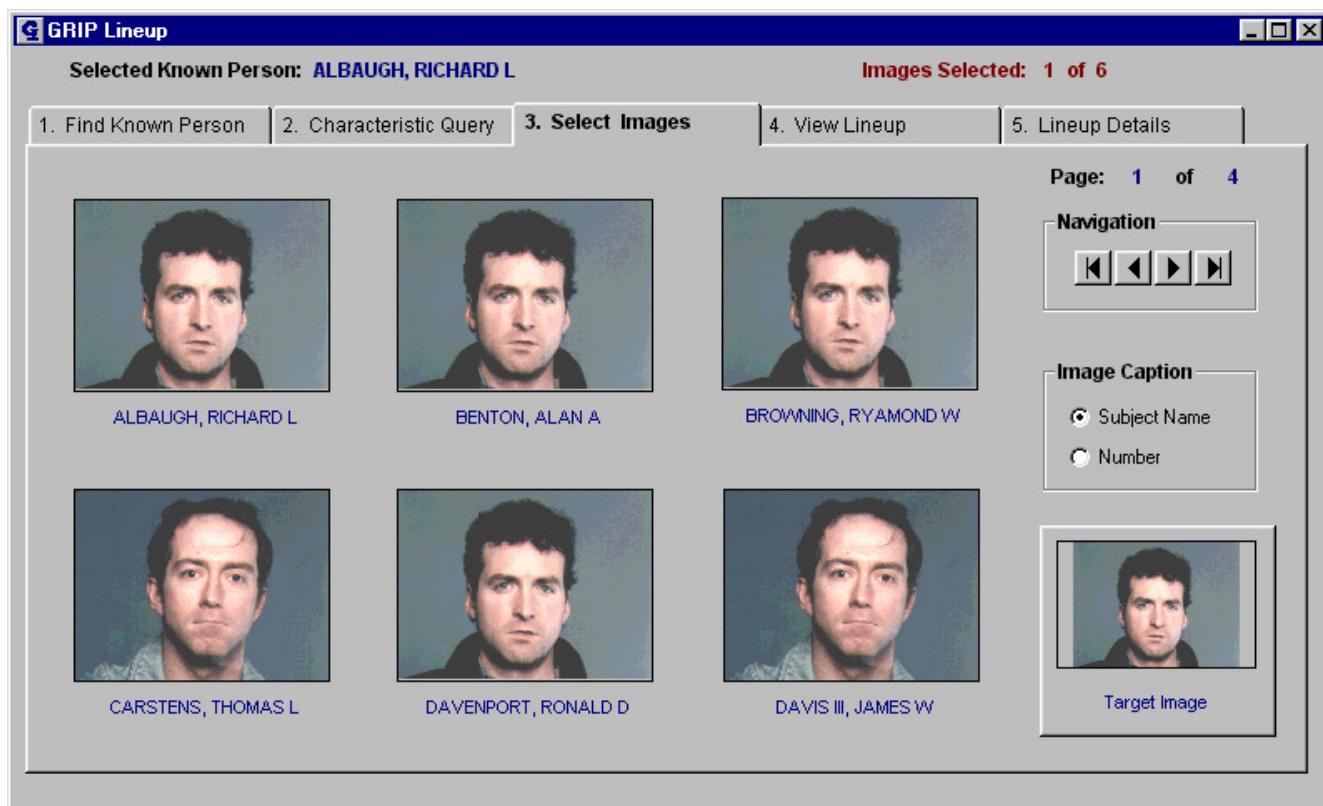 GRIP Lineup
Selected Known Person: ALBAUGH, RICHARD L
Images Selected: 1 of 6
1. Find Known Person
2. Characteristic Query
3. Select Images
4. View Lineup
5. Lineup Details
Page: 1 of 4
Navigation
ALBAUGH, RICHARD L
BENTON, ALAN A
BROWNING, RYAMOND W
Image Caption
Subject Name
Number
CARSTENS, THOMAS L
DAVENPORT, RONALD D
DAVIS III, JAMES W
Target Image